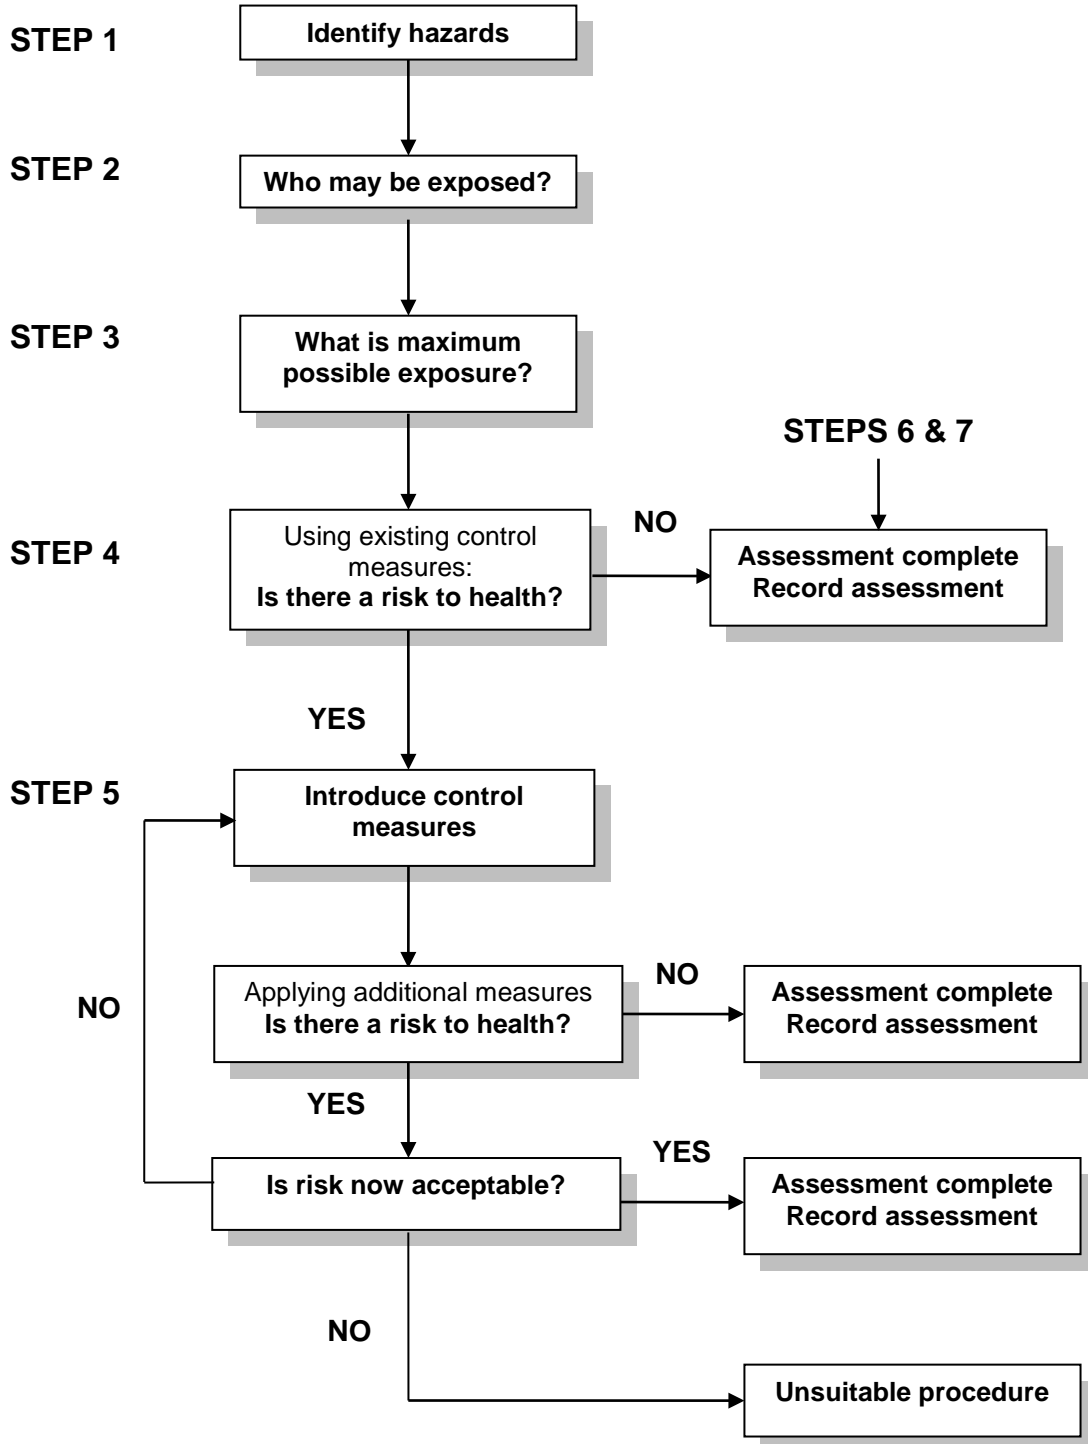 STEP 1
Identify hazards
STEP 2
Who may be exposed?
STEP 3
What is maximum
possible exposure?
STEPS 6 & 7
STEP 4
Using existing control
measures:
Is there a risk to health?
NO
Assessment complete
Record assessment
YES
STEP 5
Introduce control
measures
NO
Applying additional measures
Is there a risk to health?
NO
Assessment complete
Record assessment
YES
Is risk now acceptable?
YES
Assessment complete
Record assessment
NO
Unsuitable procedure